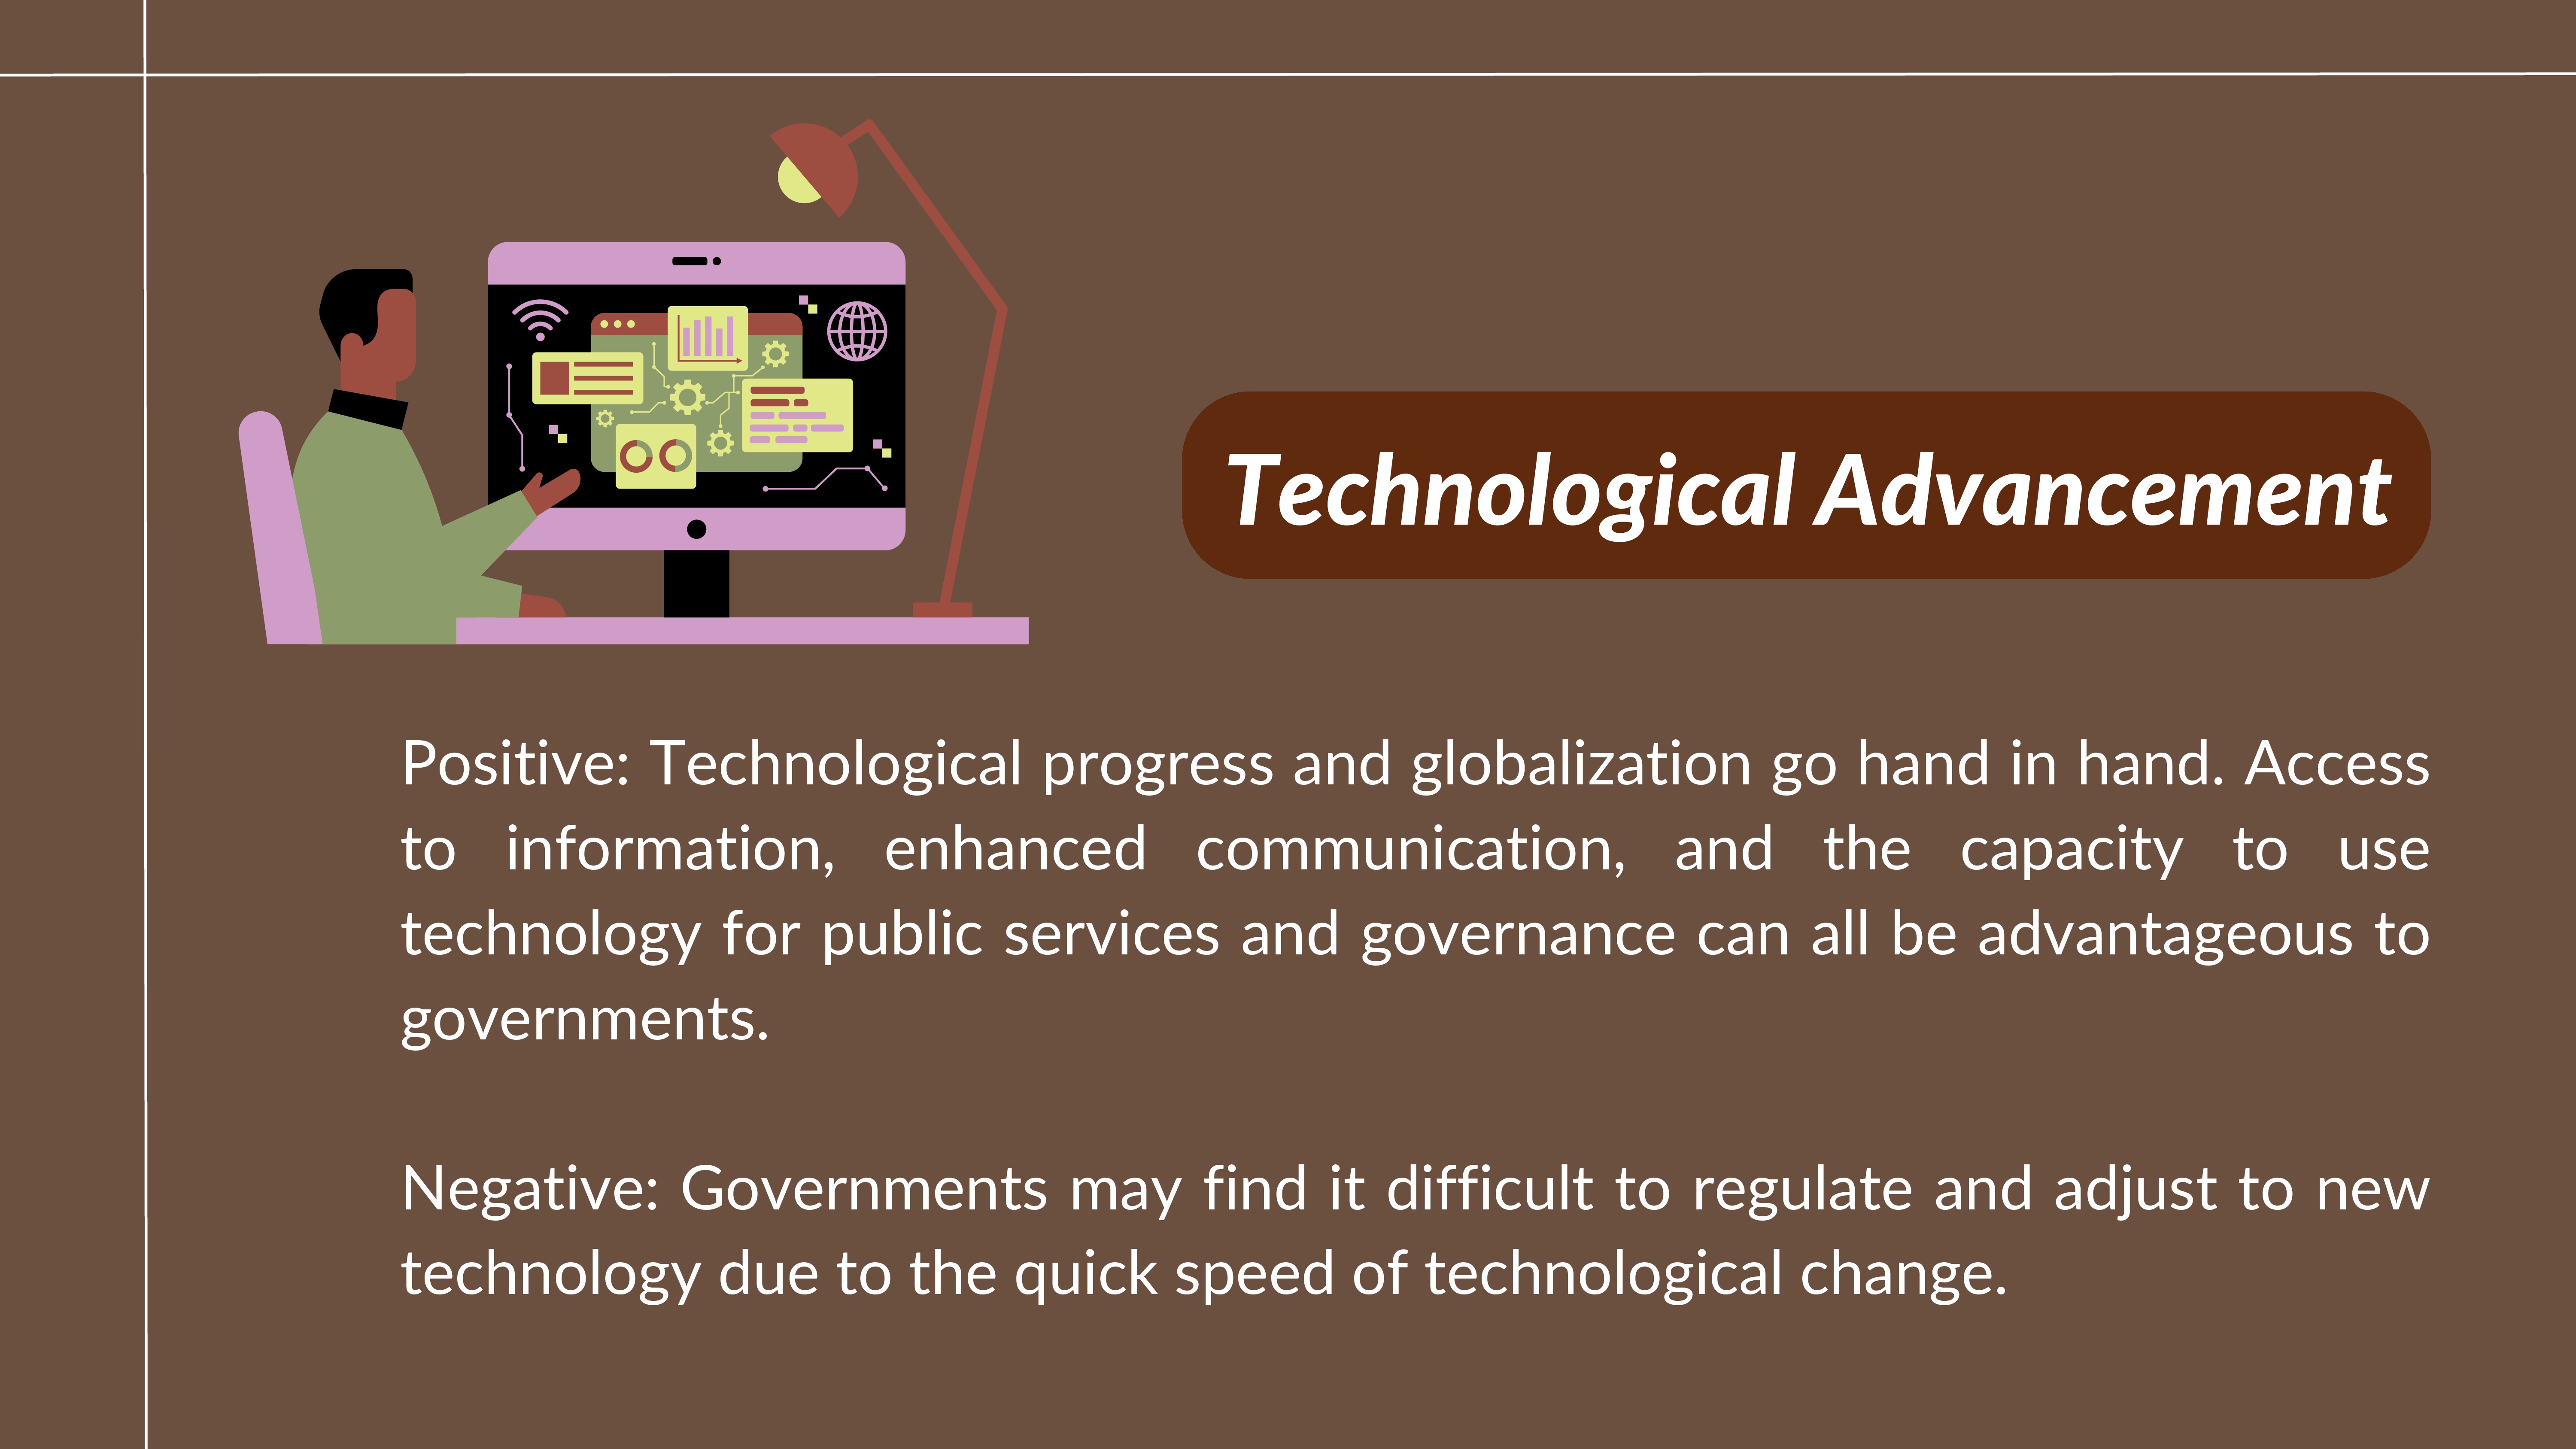 Technological Advancement
Positive: Technological progress and globalization go hand in hand. Access
to information, enhanced communication, and the capacity to use
technology for public services and governance can all be advantageous to
governments.
Negative: Governments may find it difficult to regulate and adjust to new
technology due to the quick speed of technological change.